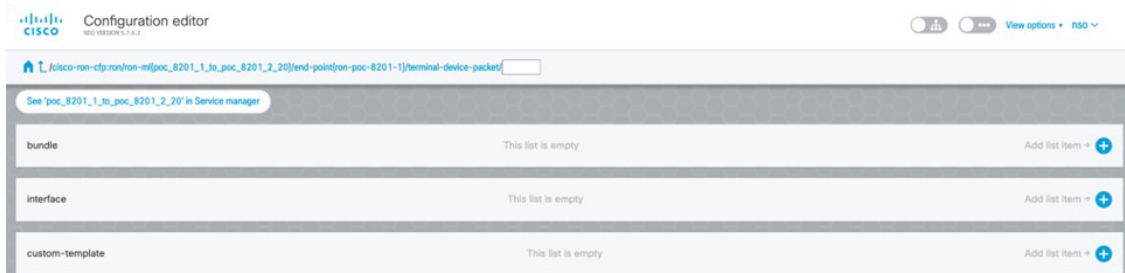 CISCO
Configuration editor
NSO VERSION 5.7.6.2
View options
nso
/cisco-ron-cfp:ron/ron-ml{poc_8201_1_to_poc_8201_2_20}/end-point{ron-poc-8201-1}/terminal-device-packet/
See 'poc_8201_1_to_poc_8201_2_20' in Service manager
bundle This list is empty Add list item
interface This list is empty Add list item
custom-template This list is empty Add list item